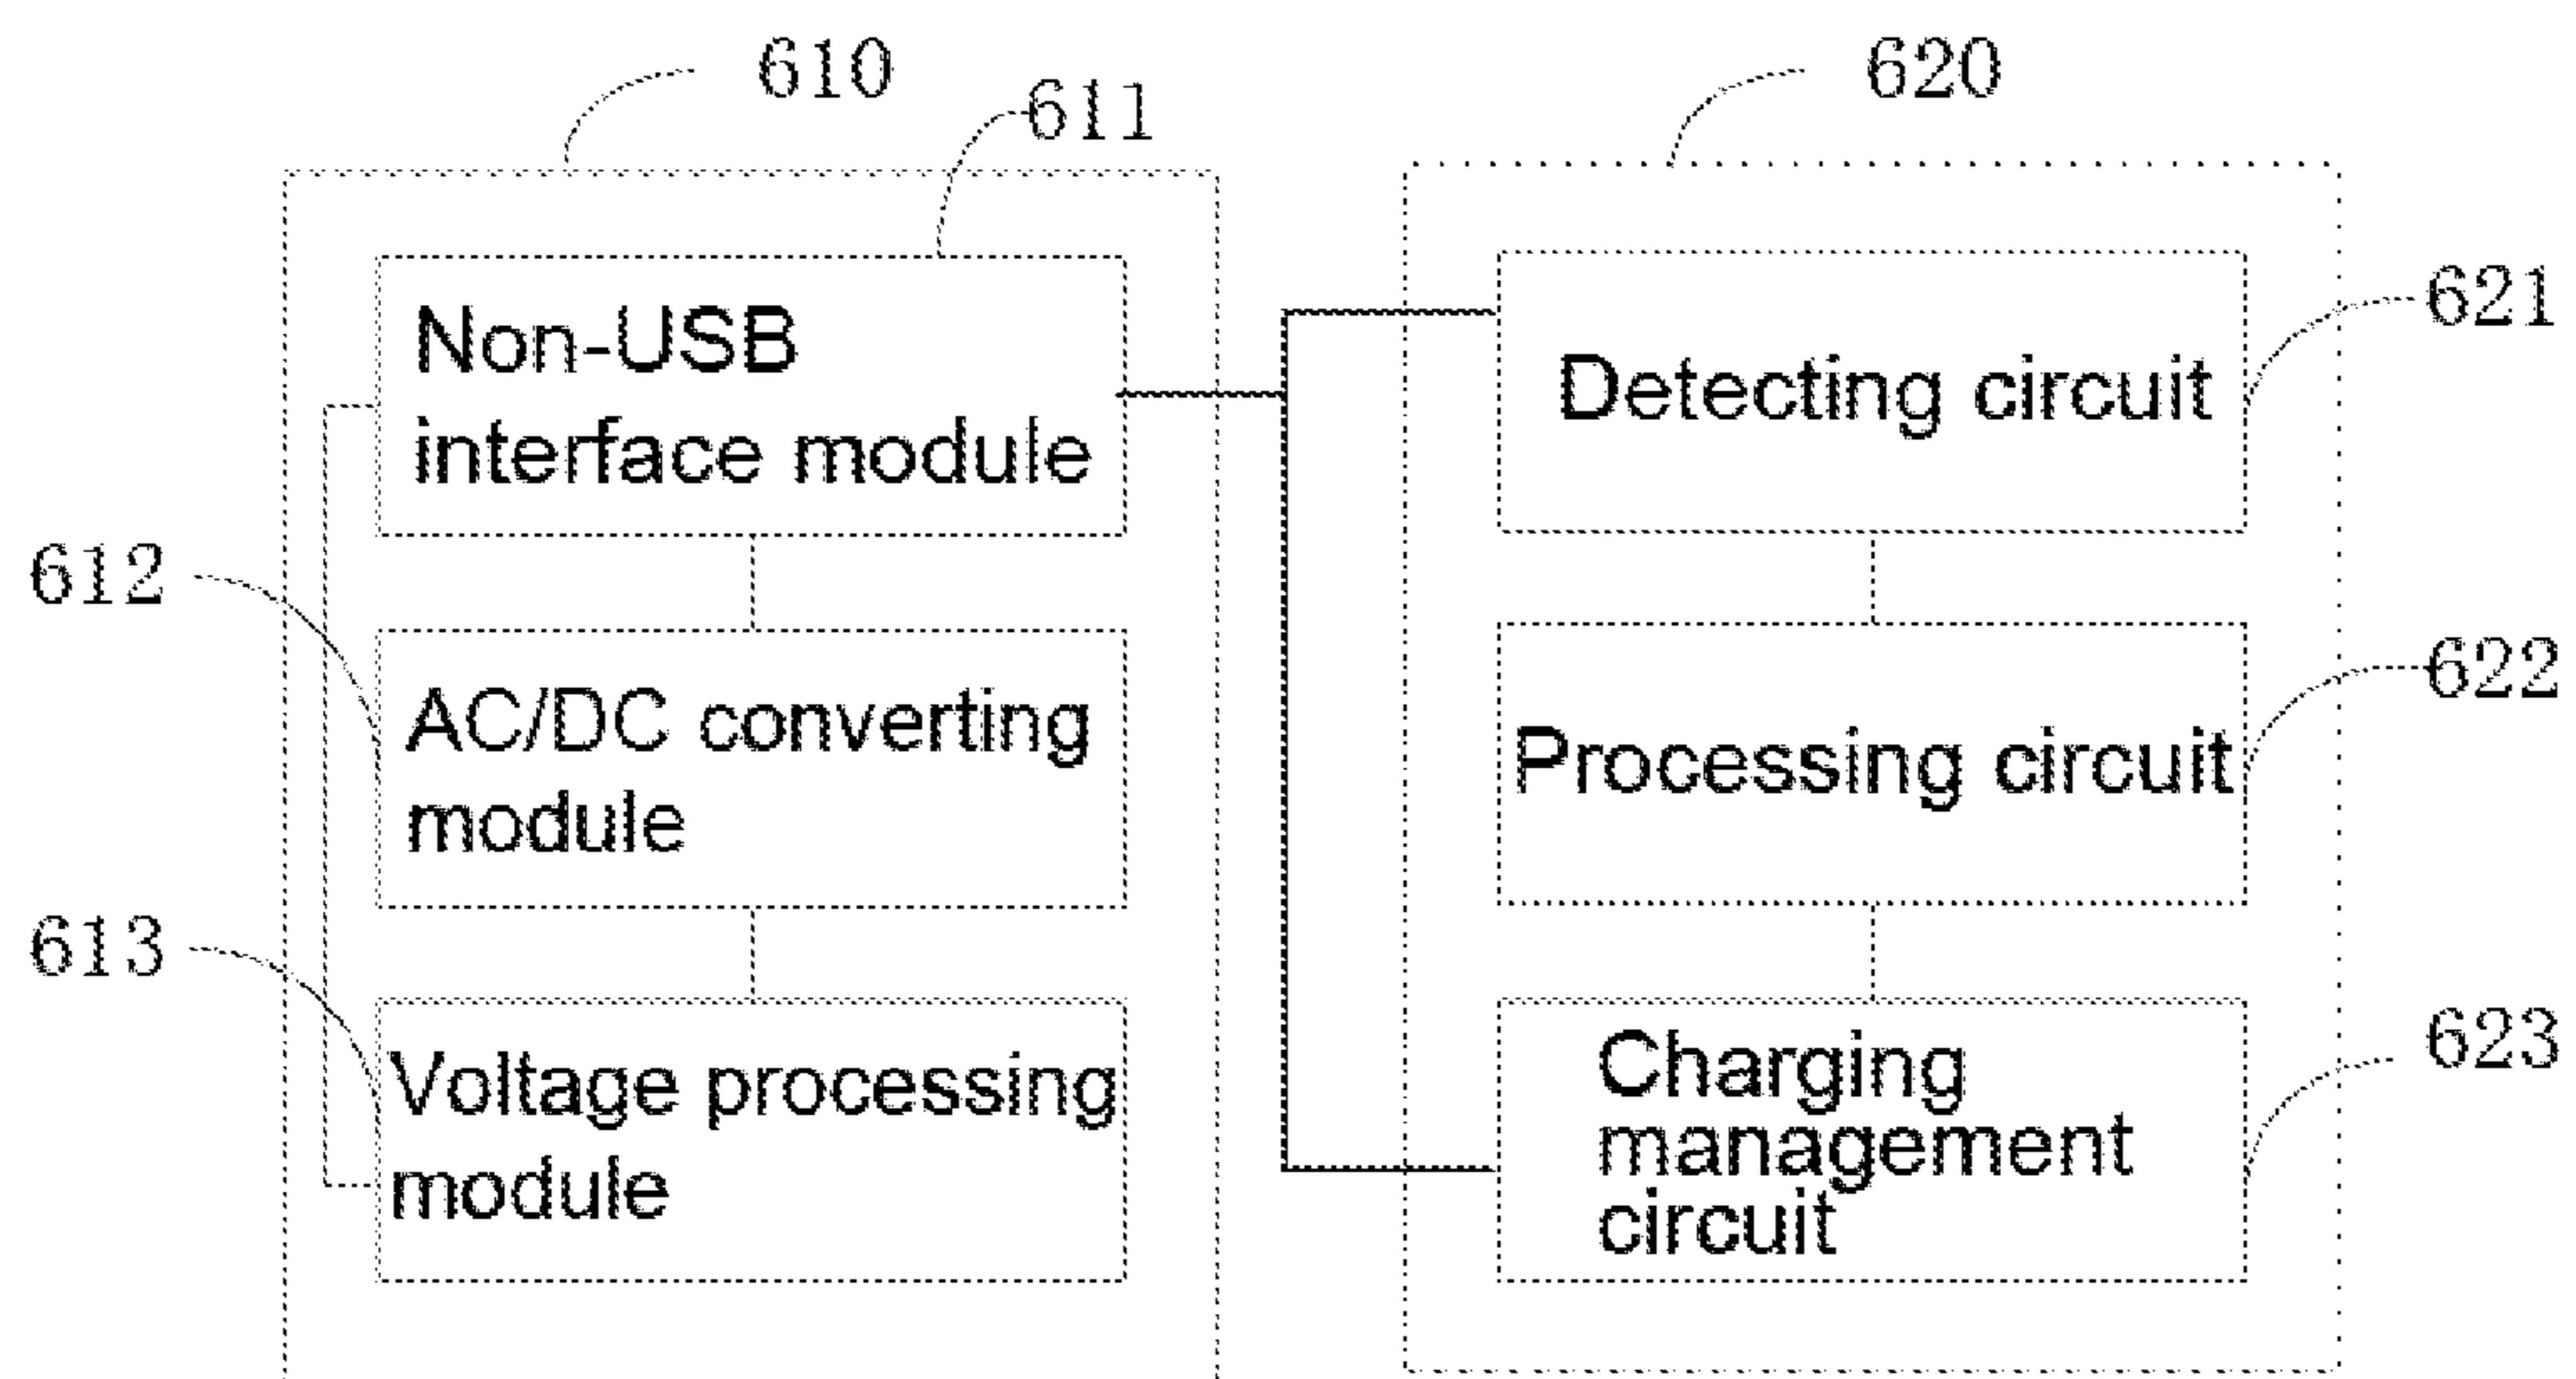 610
611
620
Non-USB
interface module
Detecting circuit
621
612
AC/DC converting
module
Processing circuit
622
613
Voltage processing
module
Charging
management
circuit
623